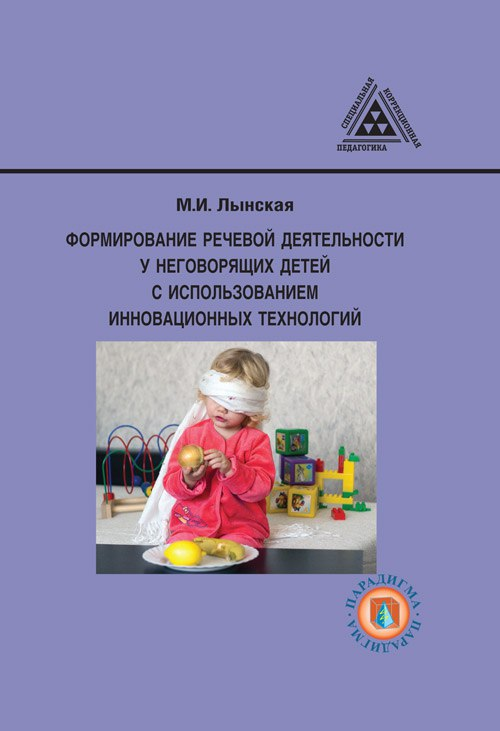 СПЕЦИАЛЬНАЯ
КОРРЕКЦИОННАЯ
ПЕДАГОГИКА
М.И. Лынская
ФОРМИРОВАНИЕ РЕЧЕВОЙ ДЕЯТЕЛЬНОСТИ
У НЕГОВОРЯЩИХ ДЕТЕЙ
С ИСПОЛЬЗОВАНИЕМ
ИННОВАЦИОННЫХ ТЕХНОЛОГИЙ
ПАРАДИГМА • ПАРАДИГМА •